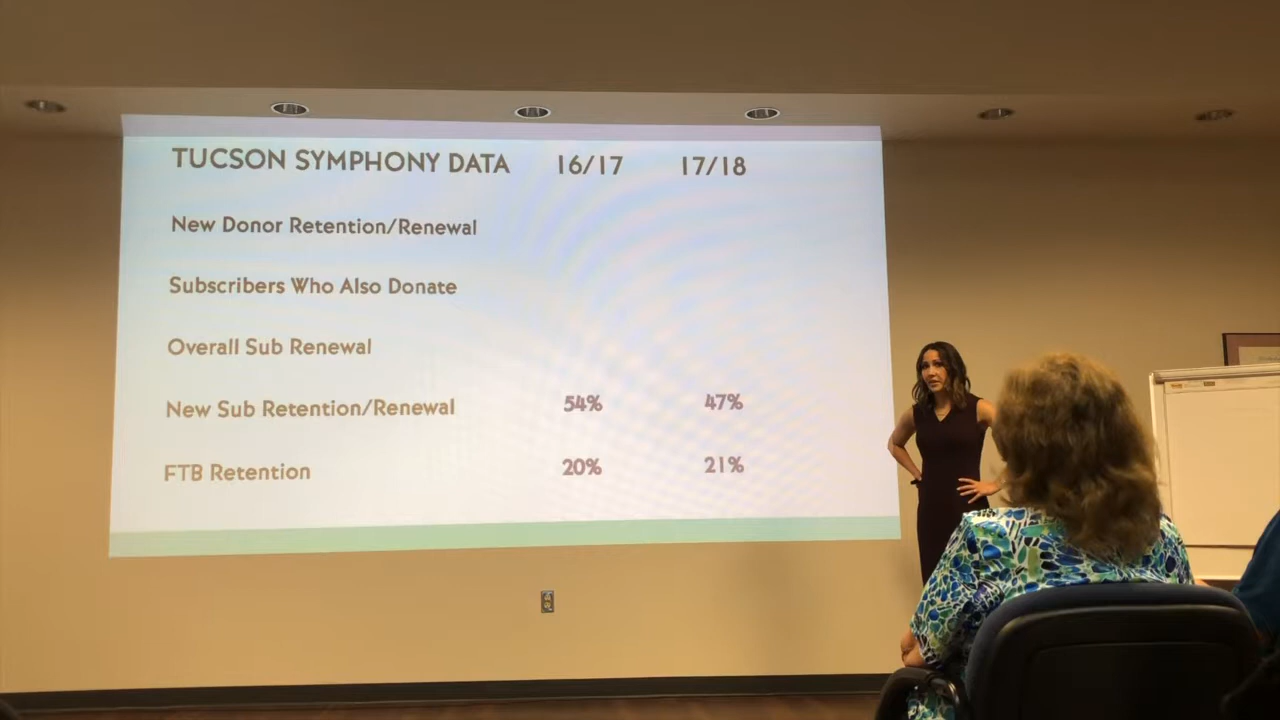 TUCSON SYMPHONY DATA 16/17 17/18
New Donor Retention/Renewal
Subscribers Who Also Donate
Overall Sub Renewal
New Sub Retention/Renewal 54% 47%
FTB Retention 20% 21%